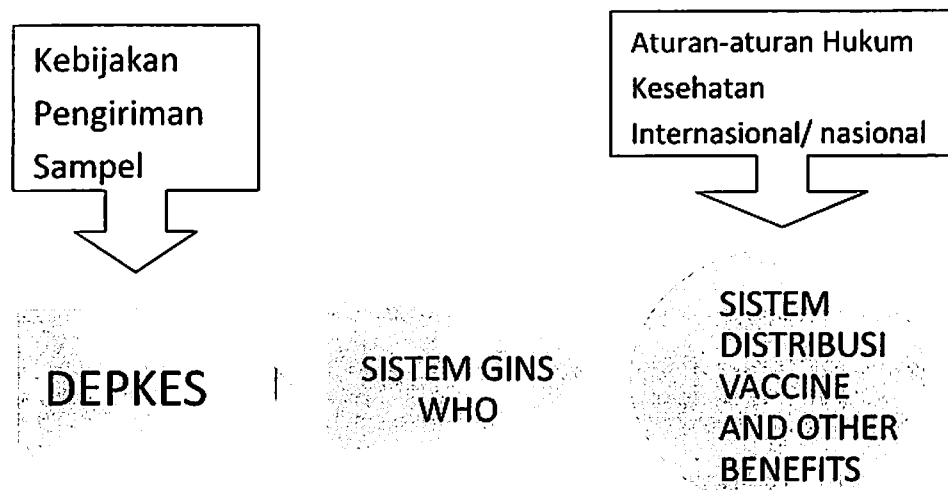 Kebijakan
Pengiriman
Sampel
Aturan-aturan Hukum
Kesehatan
Internasional/ nasional
DEPKES
SISTEM GINS
WHO
SISTEM
DISTRIBUSI
VACCINE
AND OTHER
BENEFITS